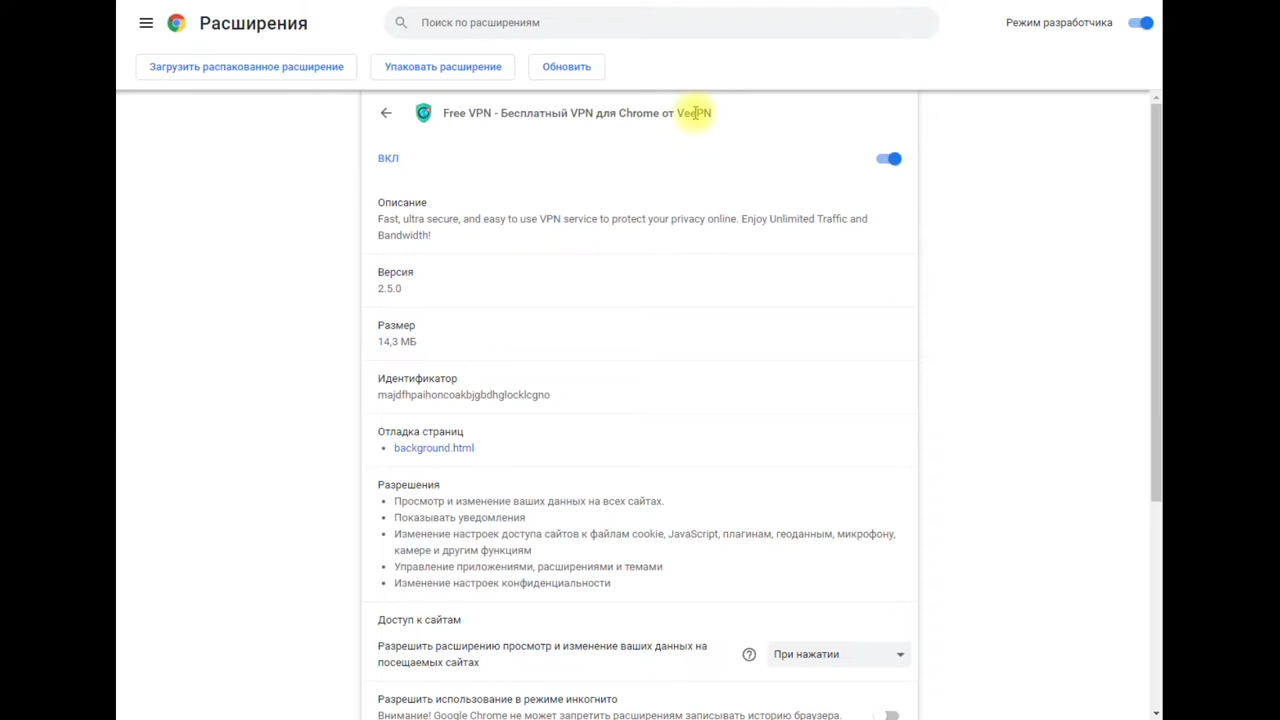 Расширения
Поиск по расширениям
Режим разработчика
Загрузить распакованное расширение
Упаковать расширение
Обновить
Free VPN - Бесплатный VPN для Chrome от VeePN
ВКЛ
Описание
Fast, ultra secure, and easy to use VPN service to protect your privacy online. Enjoy Unlimited Traffic and
Bandwidth!
Версия
2.5.0
Размер
14,3 МБ
Идентификатор
majdfhpaihoncoakbjgbdhglocklcgno
Отладка страниц
• background.html
Разрешения
• Просмотр и изменение ваших данных на всех сайтах.
• Показывать уведомления
• Изменение настроек доступа сайтов к файлам cookie, JavaScript, плагинам, геоданным, микрофону,
камере и другим функциям
• Управление приложениями, расширениями и темами
• Изменение настроек конфиденциальности
Доступ к сайтам
Разрешить расширению просмотр и изменение ваших данных на
посещаемых сайтах
При нажатии
Разрешить использование в режиме инкогнито
Внимание! Google Chrome не может запретить расширениям записывать историю браузера.